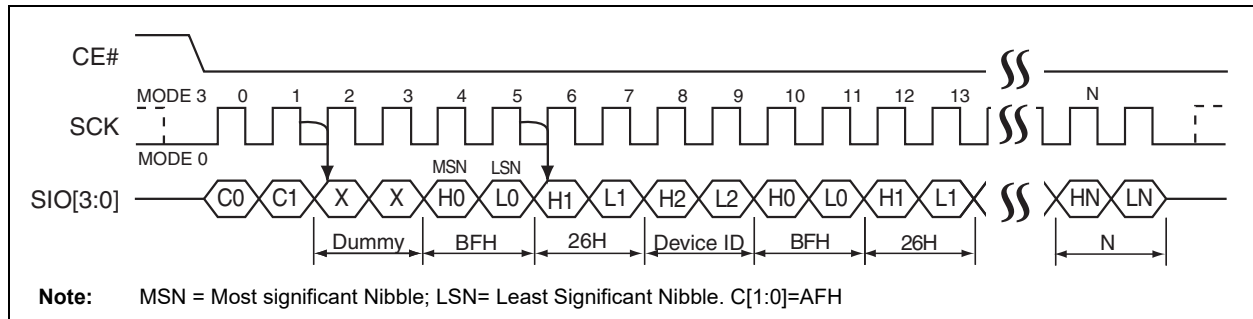 CE#
MODE 3 0 1 2 3 4 5 6 7 8 9 10 11 12 13 N
SCK
MODE 0
MSN LSN
SIO[3:0] C0 C1 X X H0 L0 H1 L1 H2 L2 H0 L0 H1 L1 HN LN
Dummy BFH 26H Device ID BFH 26H N
Note: MSN = Most significant Nibble; LSN= Least Significant Nibble. C[1:0]=AFH